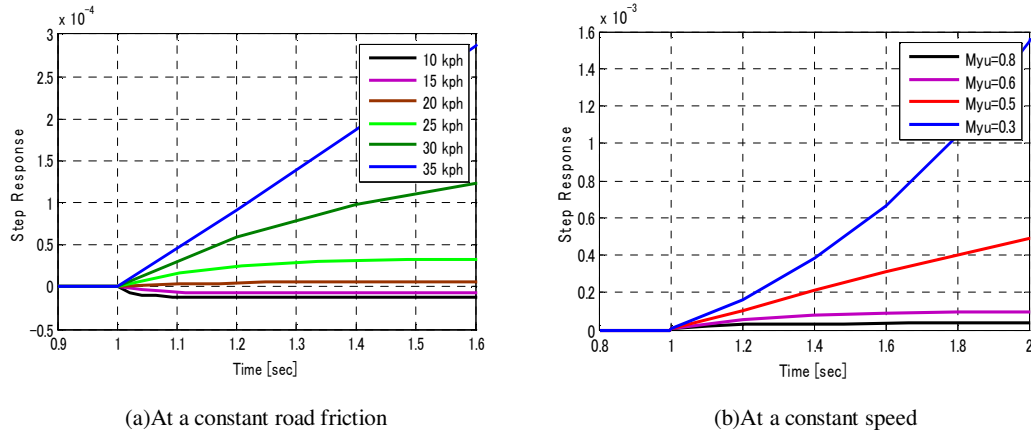 x 10^-4
3
2.5
2
1.5
1
0.5
0
-0.5
Step Response
0.9
1
1.1
1.2
1.3
1.4
1.5
1.6
Time [sec]
10 kph
15 kph
20 kph
25 kph
30 kph
35 kph
(a)At a constant road friction
x 10^-3
1.6
1.4
1.2
1
0.8
0.6
0.4
0.2
0
Step Response
0.8
1
1.2
1.4
1.6
1.8
2
Time [sec]
Myu=0.8
Myu=0.6
Myu=0.5
Myu=0.3
(b)At a constant speed